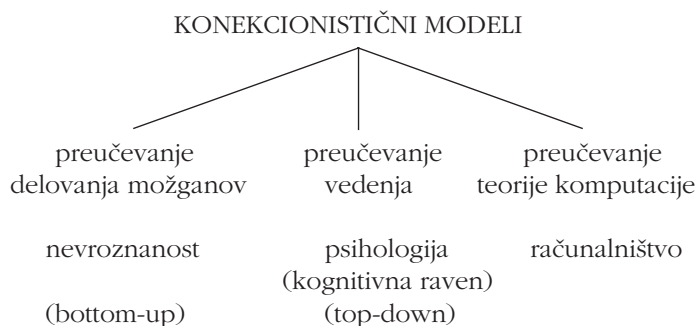 KONEKCIONISTIČNI MODELI
preučevanje preučevanje preučevanje
delovanja možganov vedenja teorije komputacije
nevroznanost psihologija računalništvo
(kognitivna raven)
(bottom-up) (top-down)